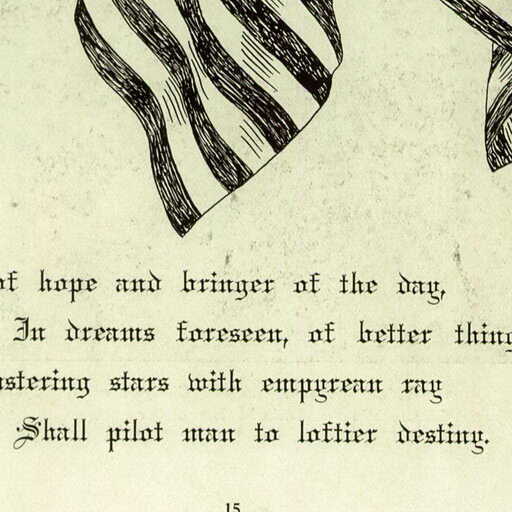 of hope and bringer of the day,
In dreams foreseen, of better thing
stering stars with empyrean ray
Shall pilot man to loftier destiny.
15